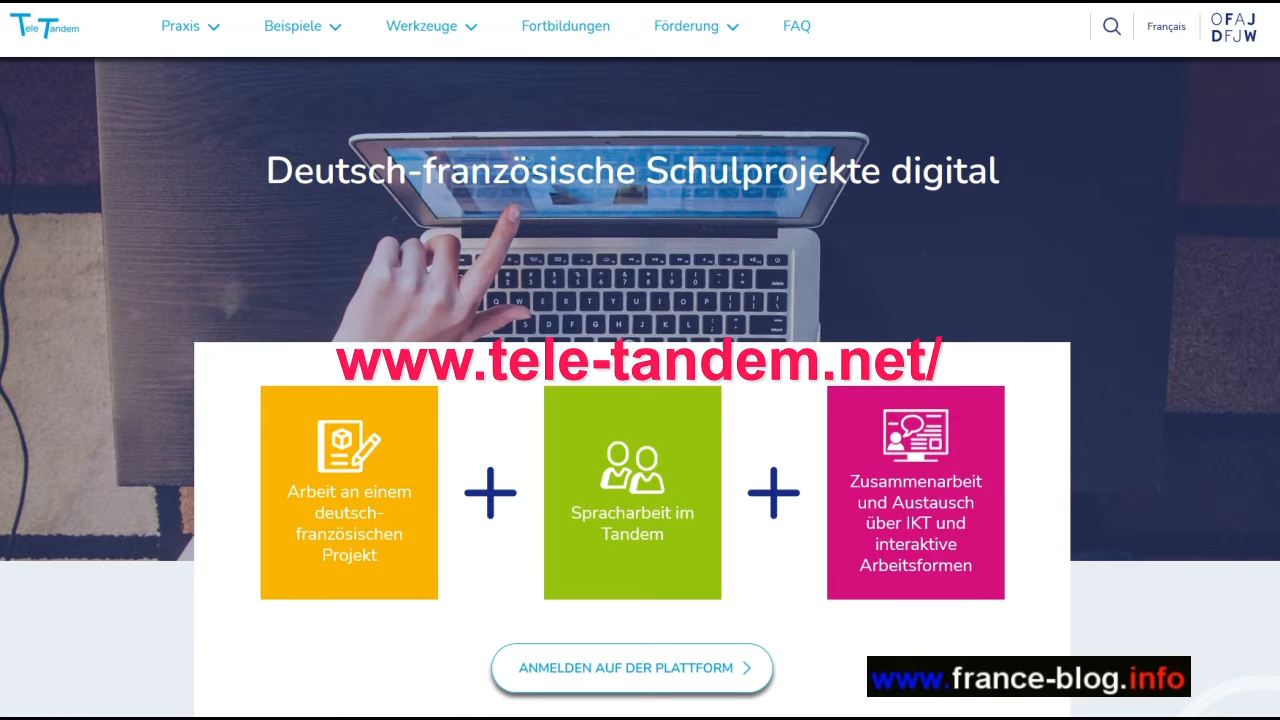 Tele Tandem
Praxis
Beispiele
Werkzeuge
Fortbildungen
Förderung
FAQ
Français
OFAJ
DFJW
Deutsch-französische Schulprojekte digital
Q W E R T Y U I O P
S D F G H J K L
www.tele-tandem.net/
Arbeit an einem
deutsch-
französischen
Projekt
Spracharbeit im
Tandem
Zusammenarbeit
und Austausch
über IKT und
interaktive
Arbeitsformen
ANMELDEN AUF DER PLATTFORM
www.france-blog.info